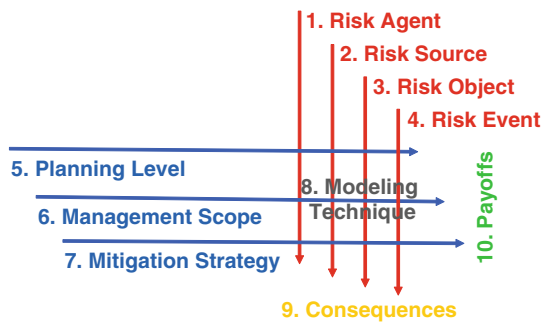 1. Risk Agent
2. Risk Source
3. Risk Object
4. Risk Event
5. Planning Level
6. Management Scope
7. Mitigation Strategy
8. Modeling
Technique
9. Consequences
10. Payoffs